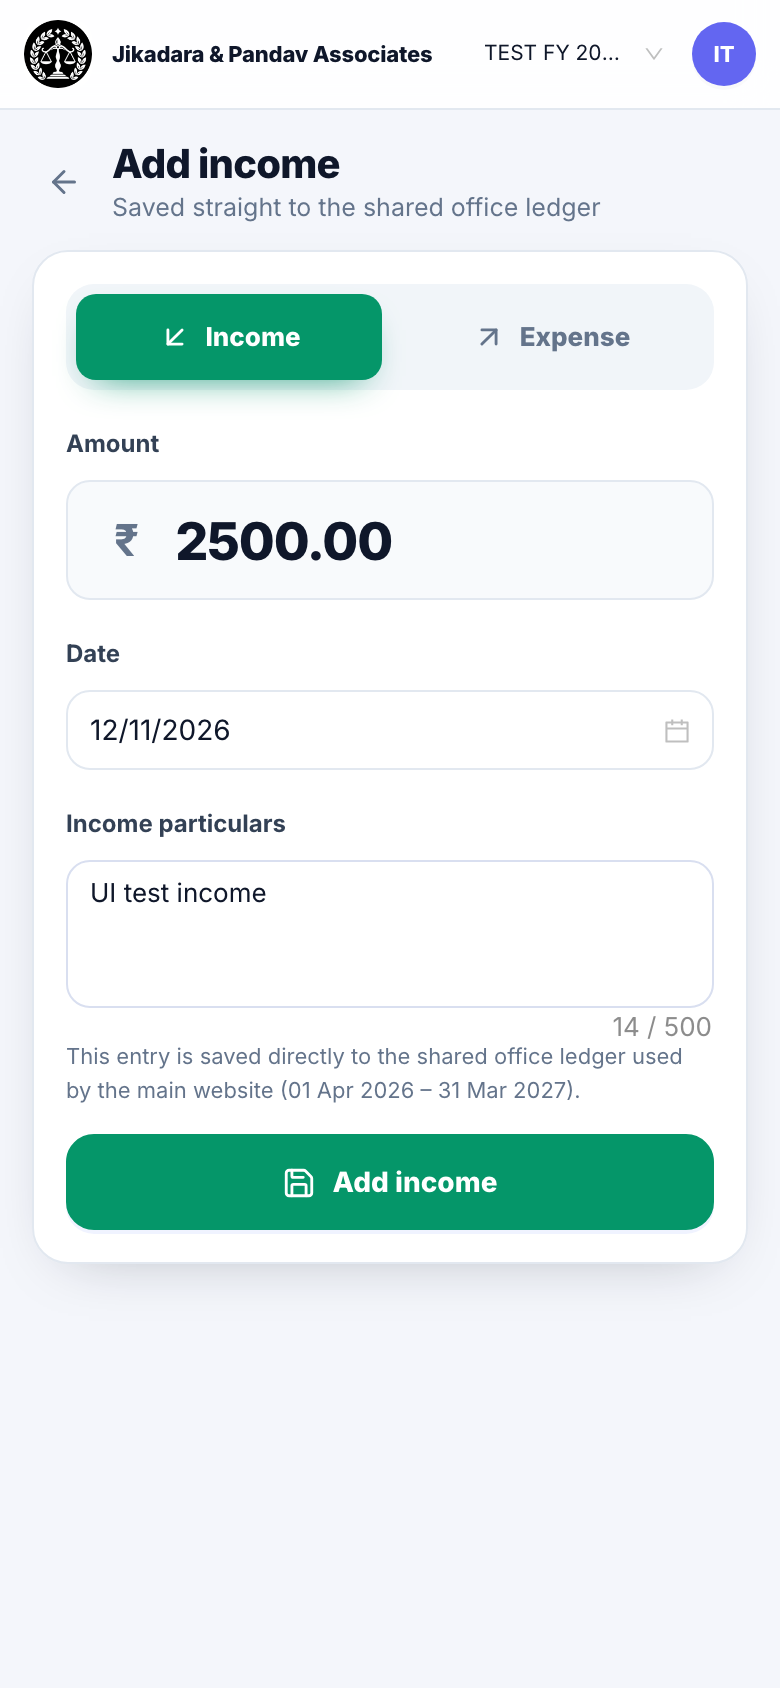 Jikadara & Pandav Associates
TEST FY 20...
IT
Add income
Saved straight to the shared office ledger
Income
Expense
Amount
₹ 2500.00
Date
12/11/2026
Income particulars
UI test income
14 / 500
This entry is saved directly to the shared office ledger used
by the main website (01 Apr 2026 – 31 Mar 2027).
Add income